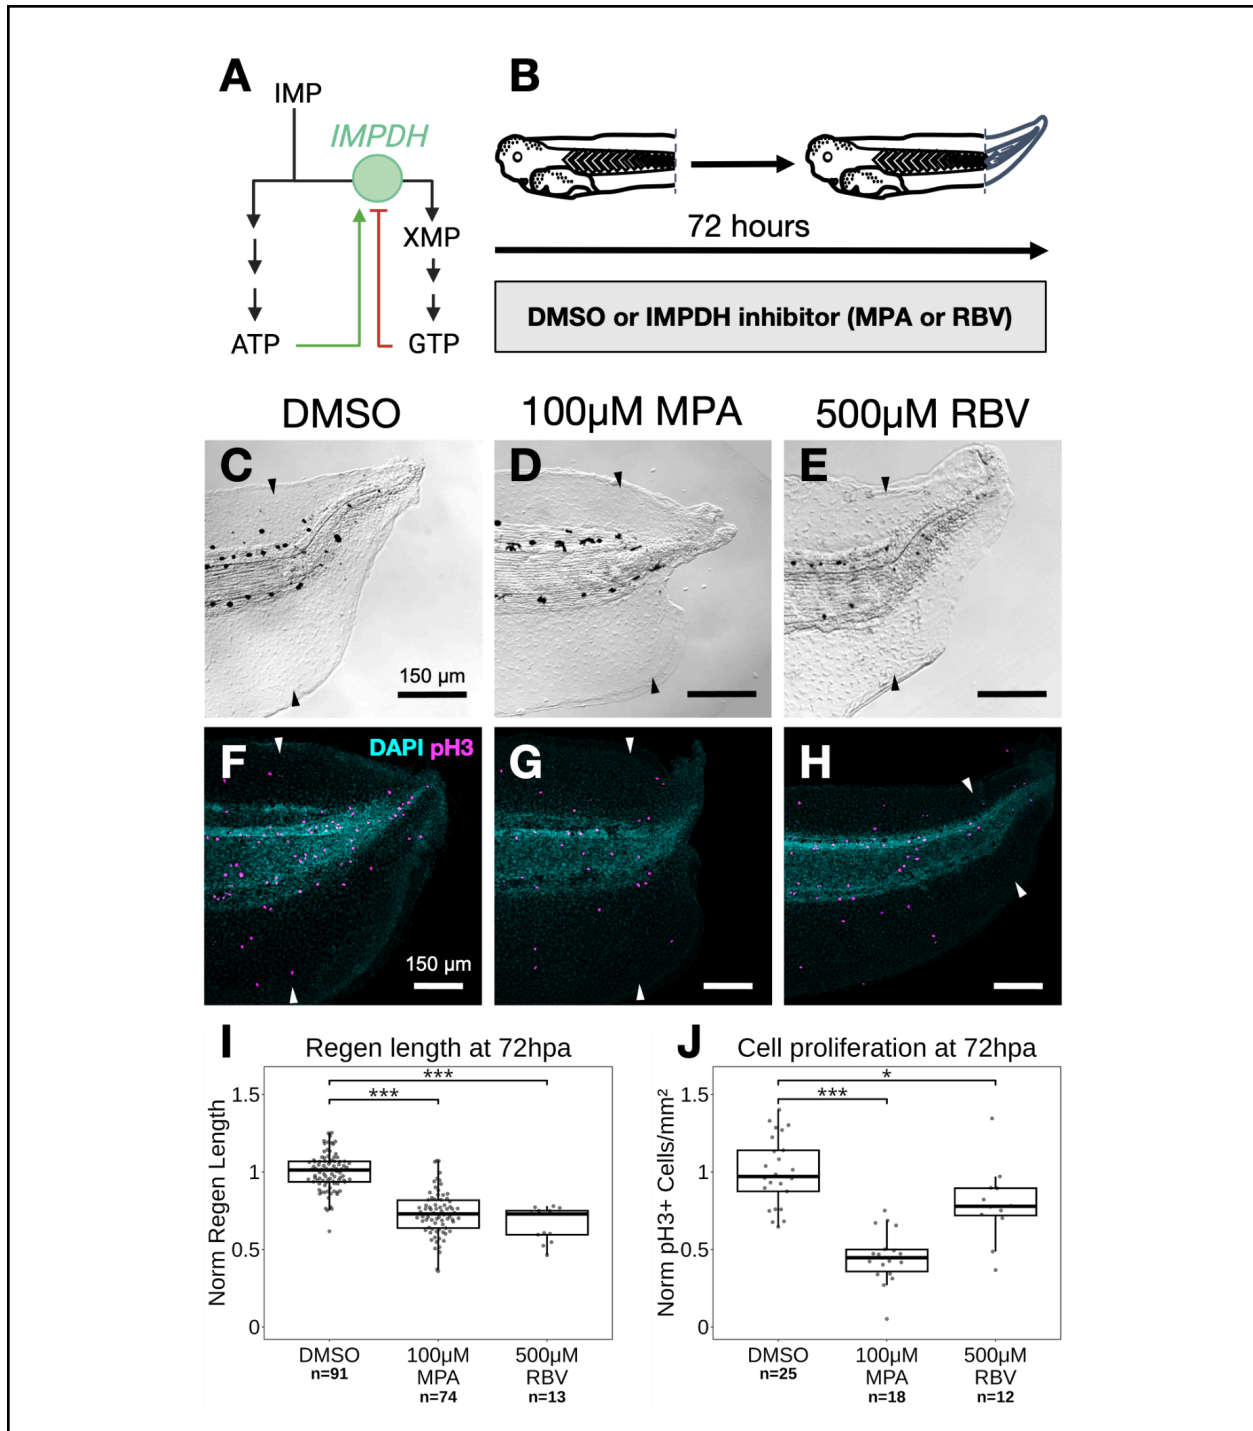 A
IMP
IMPDH
XMP
ATP
GTP
B
72 hours
DMSO or IMPDH inhibitor (MPA or RBV)
DMSO
100µM MPA
500µM RBV
C
150 µm
D
E
F
DAPI pH3
150 µm
G
H
I
Regen length at 72hpa
***
***
Norm Regen Length
1.5
1
0.5
0
DMSO
n=91
100µM
MPA
n=74
500µM
RBV
n=13
J
Cell proliferation at 72hpa
*
***
Norm pH3+ Cells/mm²
1.5
1
0.5
0
DMSO
n=25
100µM
MPA
n=18
500µM
RBV
n=12